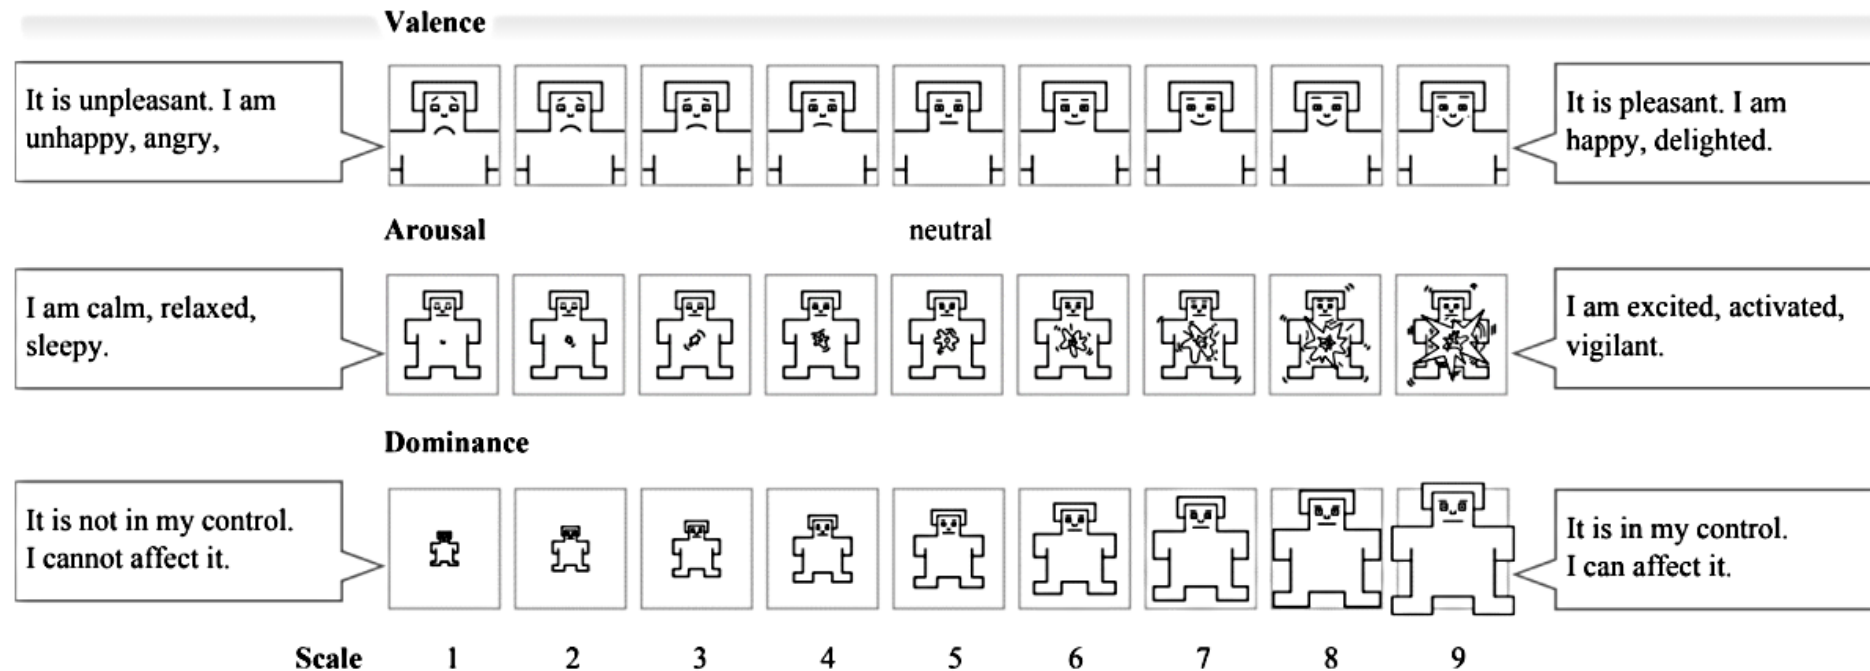 Valence
It is unpleasant. I am
unhappy, angry,
It is pleasant. I am
happy, delighted.
Arousal
neutral
I am calm, relaxed,
sleepy.
I am excited, activated,
vigilant.
Dominance
It is not in my control.
I cannot affect it.
It is in my control.
I can affect it.
Scale 1 2 3 4 5 6 7 8 9